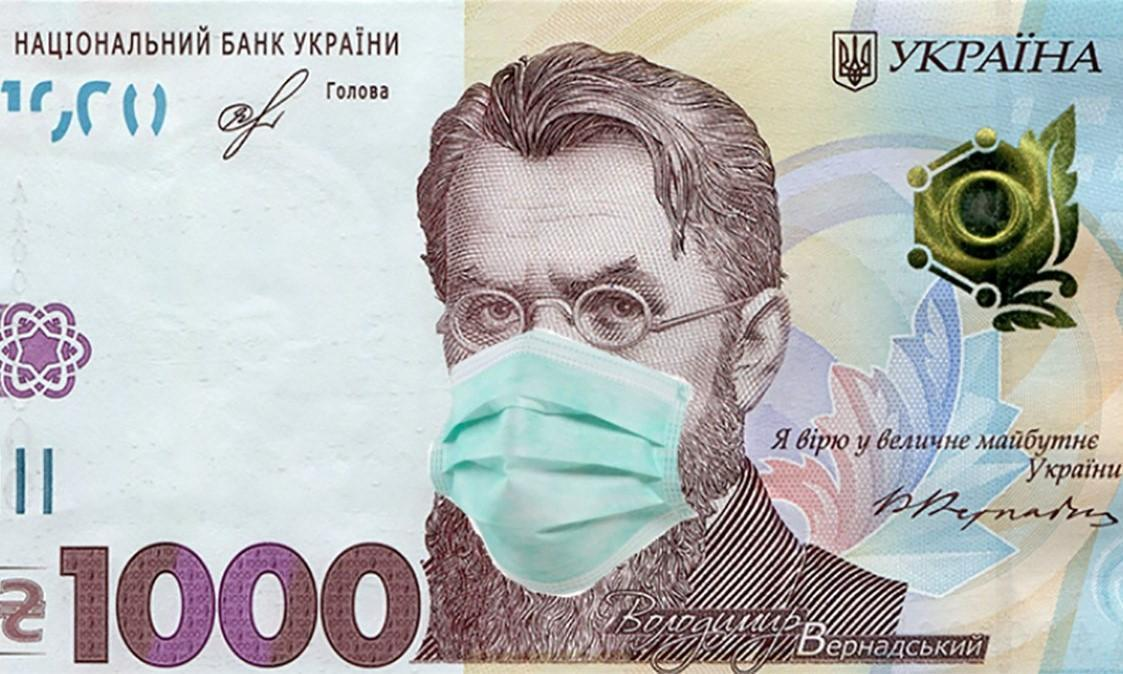 НАЦІОНАЛЬНИЙ БАНК УКРАЇНИ
Голова
УКРАЇНА
Я вірю у величне майбутнє
України
₴ 1000
Володимир Вернадський